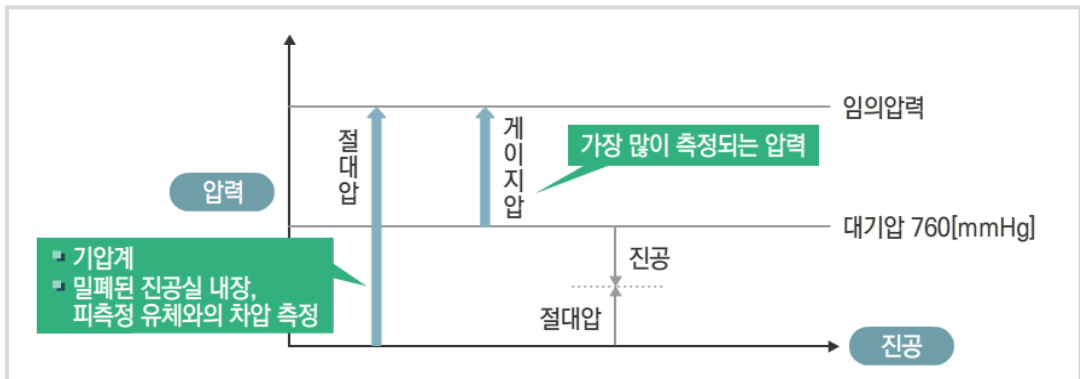 임의압력
절대압
게이지압
가장 많이 측정되는 압력
압력
대기압 760[mmHg]
기압계
밀폐된 진공실 내장,
피측정 유체와의 차압 측정
진공
절대압
진공